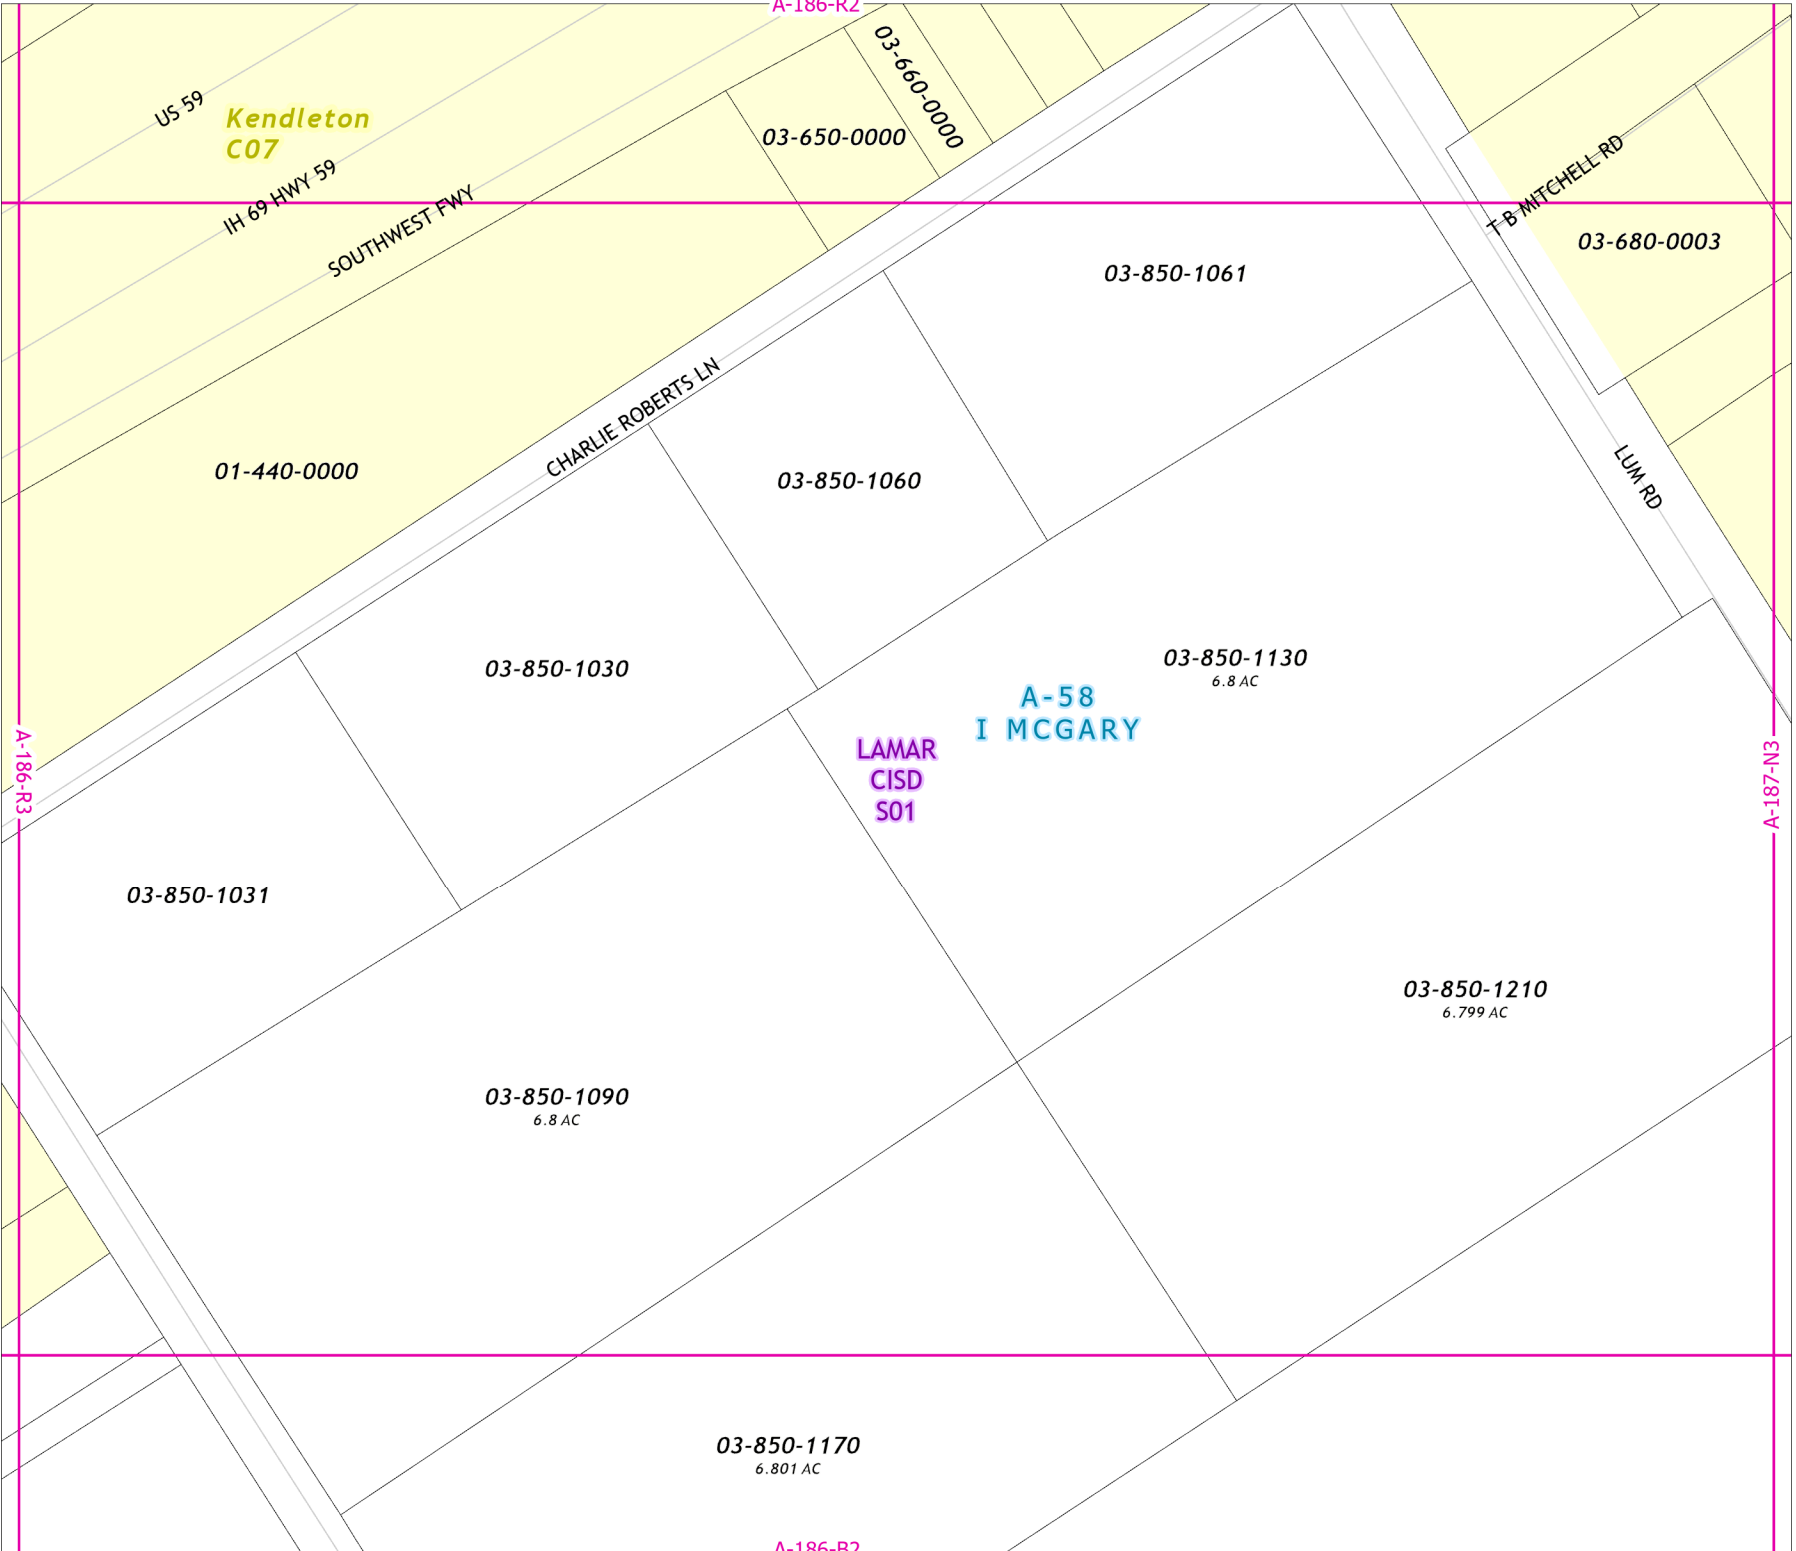 A-186-R2
US 59
Kendleton
C07
IH 69 HWY 59
SOUTHWEST FWY
03-650-0000
03-660-0000
T B MITCHELL RD
03-680-0003
03-850-1061
CHARLIE ROBERTS LN
01-440-0000
03-850-1060
LUM RD
03-850-1030
03-850-1130
6.8 AC
A-58
I MCGARY
LAMAR
CISD
S01
A-186-R3
A-187-N3
03-850-1031
03-850-1210
6.799 AC
03-850-1090
6.8 AC
03-850-1170
6.801 AC